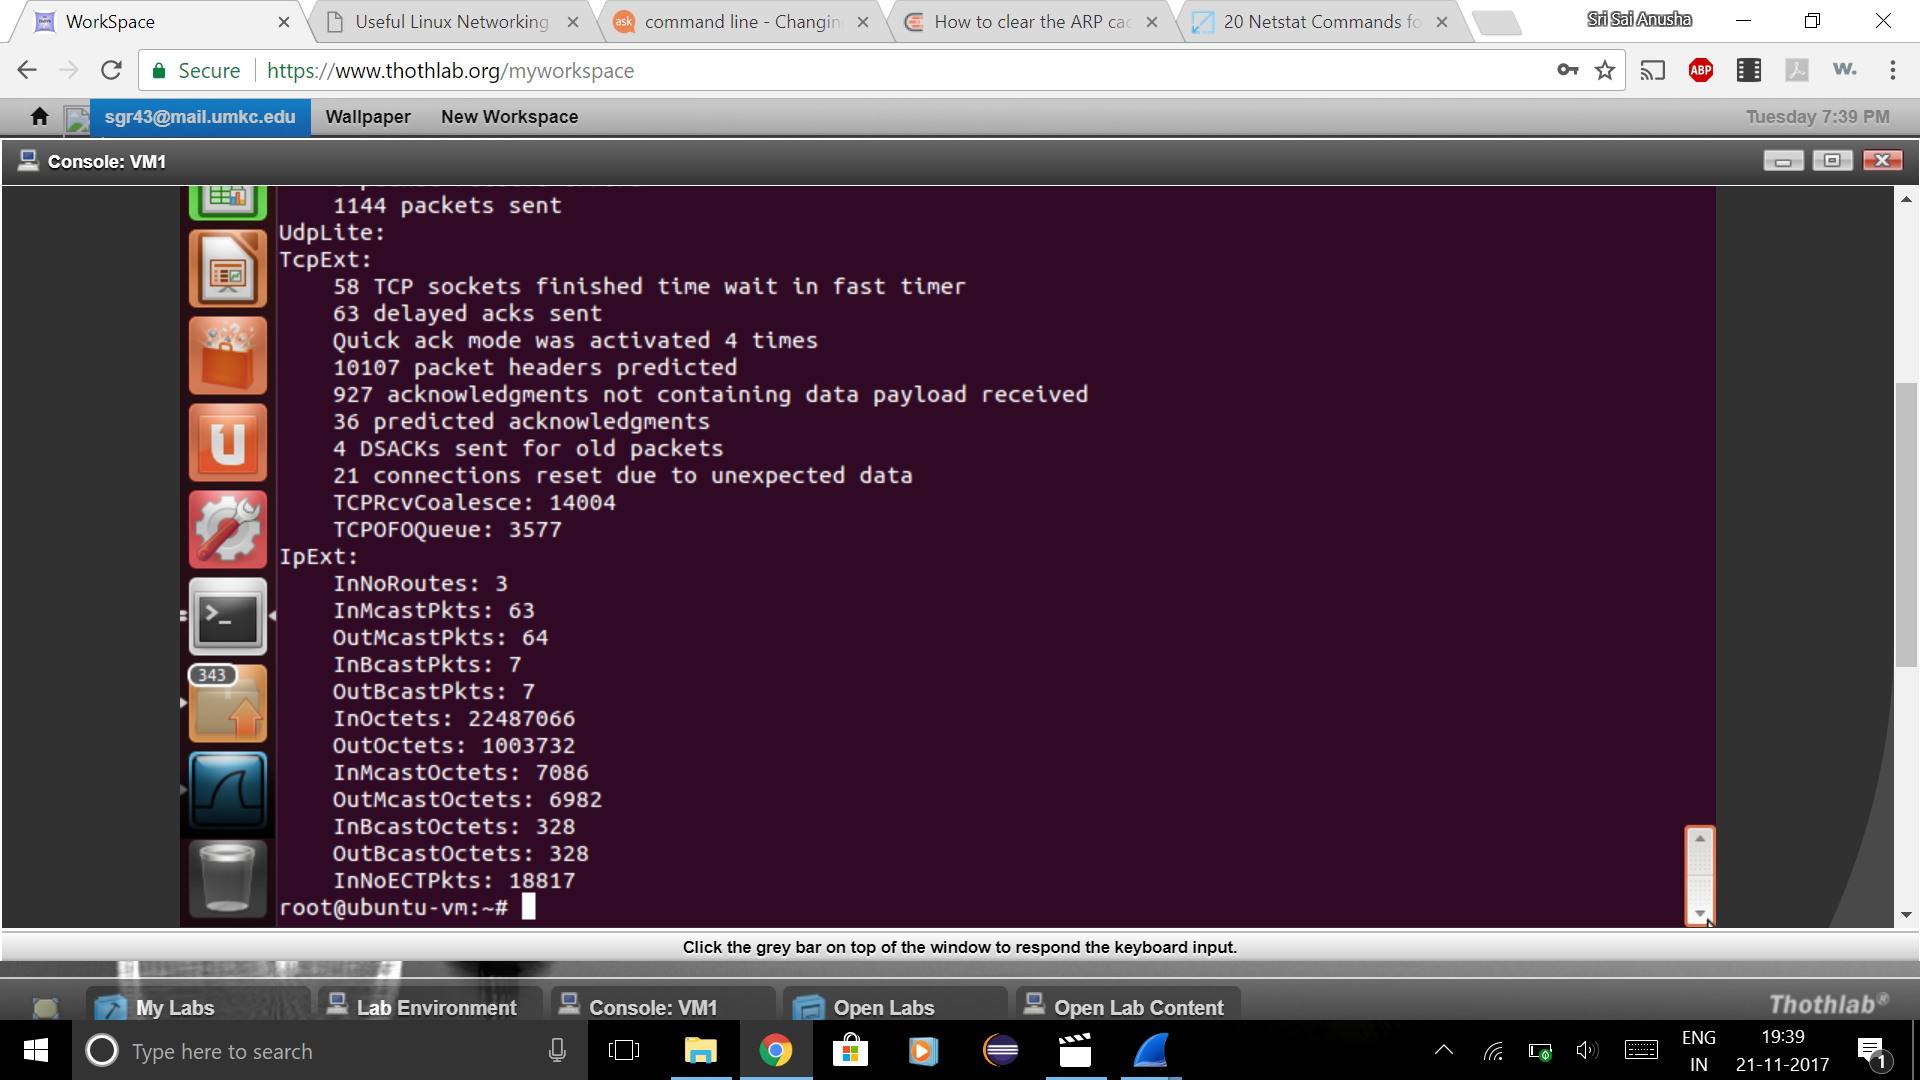 WorkSpace
Useful Linux Networking
ask
command line - Changin
How to clear the ARP cac
20 Netstat Commands fo
Sri Sai Anusha
Secure
https://www.thothlab.org/myworkspace
ABP
W.
sgr43@mail.umkc.edu
Wallpaper
New Workspace
Tuesday 7:39 PM
Console: VM1
1144 packets sent
UdpLite:
TcpExt:
58 TCP sockets finished time wait in fast timer
63 delayed acks sent
Quick ack mode was activated 4 times
10107 packet headers predicted
927 acknowledgments not containing data payload received
36 predicted acknowledgments
4 DSACKs sent for old packets
21 connections reset due to unexpected data
TCPRcvCoalesce: 14004
TCPOFOQueue: 3577
IpExt:
InNoRoutes: 3
InMcastPkts: 63
OutMcastPkts: 64
InBcastPkts: 7
OutBcastPkts: 7
InOctets: 22487066
OutOctets: 1003732
InMcastOctets: 7086
OutMcastOctets: 6982
InBcastOctets: 328
OutBcastOctets: 328
InNoECTPkts: 18817
root@ubuntu-vm:~#
343
Click the grey bar on top of the window to respond the keyboard input.
My Labs
Lab Environment
Console: VM1
Open Labs
Open Lab Content
Thothlab®
Type here to search
ENG
IN
19:39
21-11-2017
1